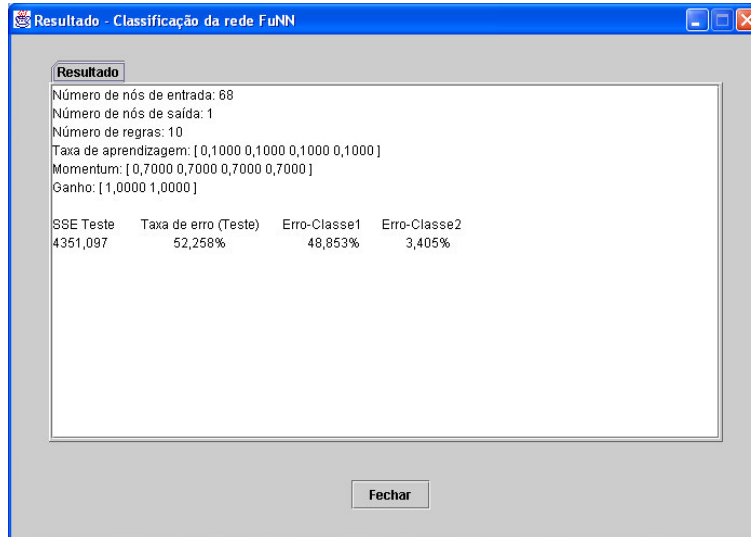 Resultado - Classificação da rede FuNN
Resultado
Número de nós de entrada: 68
Número de nós de saída: 1
Número de regras: 10
Taxa de aprendizagem: [ 0,1000 0,1000 0,1000 0,1000 ]
Momentum: [ 0,7000 0,7000 0,7000 0,7000 ]
Ganho: [ 1,0000 1,0000 ]
SSE Teste Taxa de erro (Teste) Erro-Classe1 Erro-Classe2
4351,097 52,258% 48,853% 3,405%
Fechar